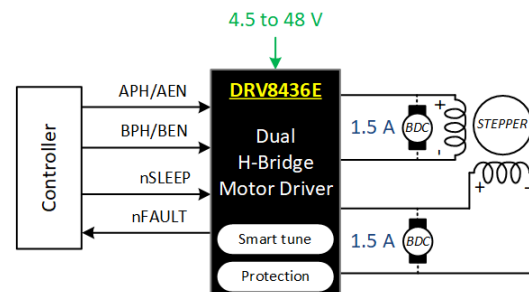 4.5 to 48 V
DRV8436E
Dual
H-Bridge
Motor Driver
Smart tune
Protection
Controller
APH/AEN
BPH/BEN
nSLEEP
nFAULT
1.5 A
BDC
+
-
STEPPER
+
-
1.5 A
BDC